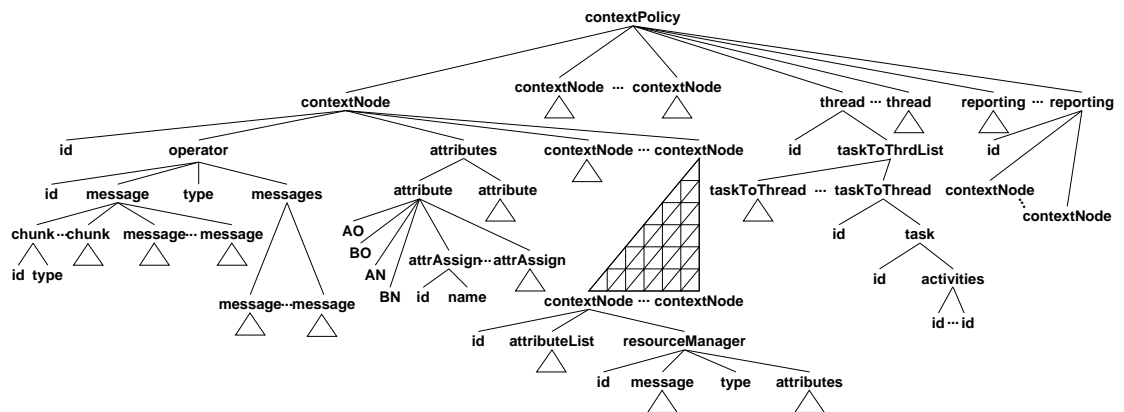 contextPolicy
contextNode ··· contextNode
contextNode thread ··· thread reporting ··· reporting
id operator attributes contextNode ··· contextNode id taskToThrdList id
id message type messages attribute attribute taskToThread ··· taskToThread contextNode
contextNode
chunk ··· chunk message ··· message AO id task
BO
id type AN attrAssign ··· attrAssign id activities
BN id name
message ··· message contextNode ··· contextNode
id ··· id
id attributeList resourceManager
id message type attributes